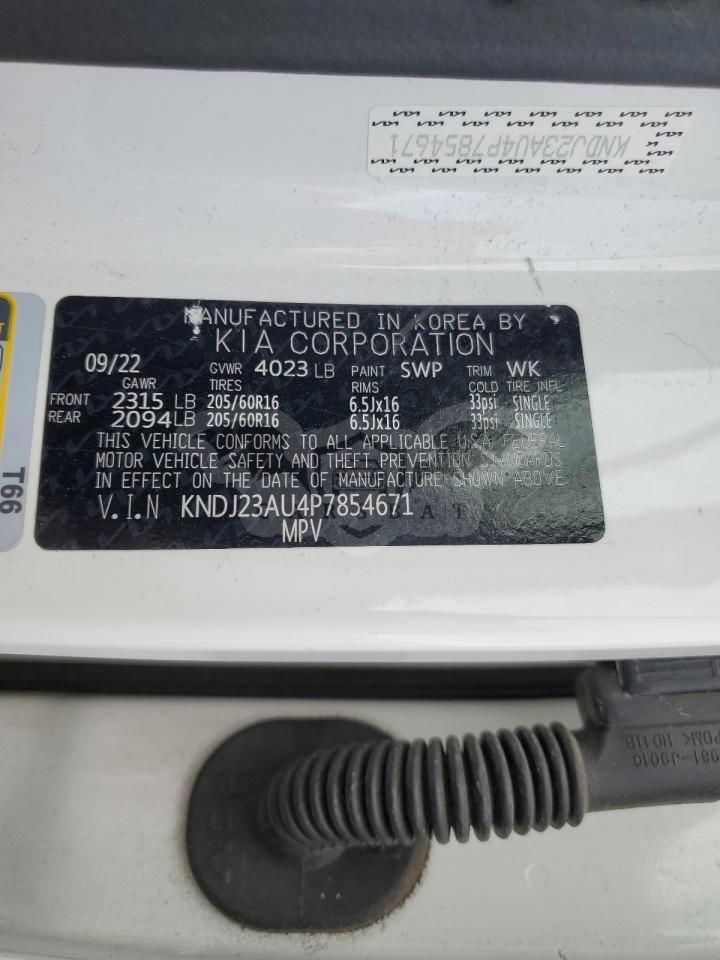 KNDJ23AU4P7854671
MANUFACTURED IN KOREA BY
KIA CORPORATION
09/22 GVWR 4023 LB PAINT SWP TRIM WK
GAWR TIRES RIMS COLD TIRE INFL.
FRONT 2315 LB 205/60R16 6.5Jx16 33psi SINGLE
REAR 2094 LB 205/60R16 6.5Jx16 33psi SINGLE
THIS VEHICLE CONFORMS TO ALL APPLICABLE U.S.A. FEDERAL
MOTOR VEHICLE SAFETY AND THEFT PREVENTION STANDARDS
IN EFFECT ON THE DATE OF MANUFACTURE SHOWN ABOVE.
V.I.N KNDJ23AU4P7854671
MPV
T66